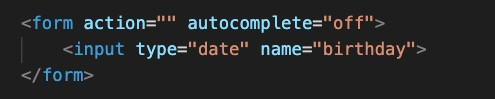 <form action="" autocomplete="off">
    <input type="date" name="birthday">
</form>